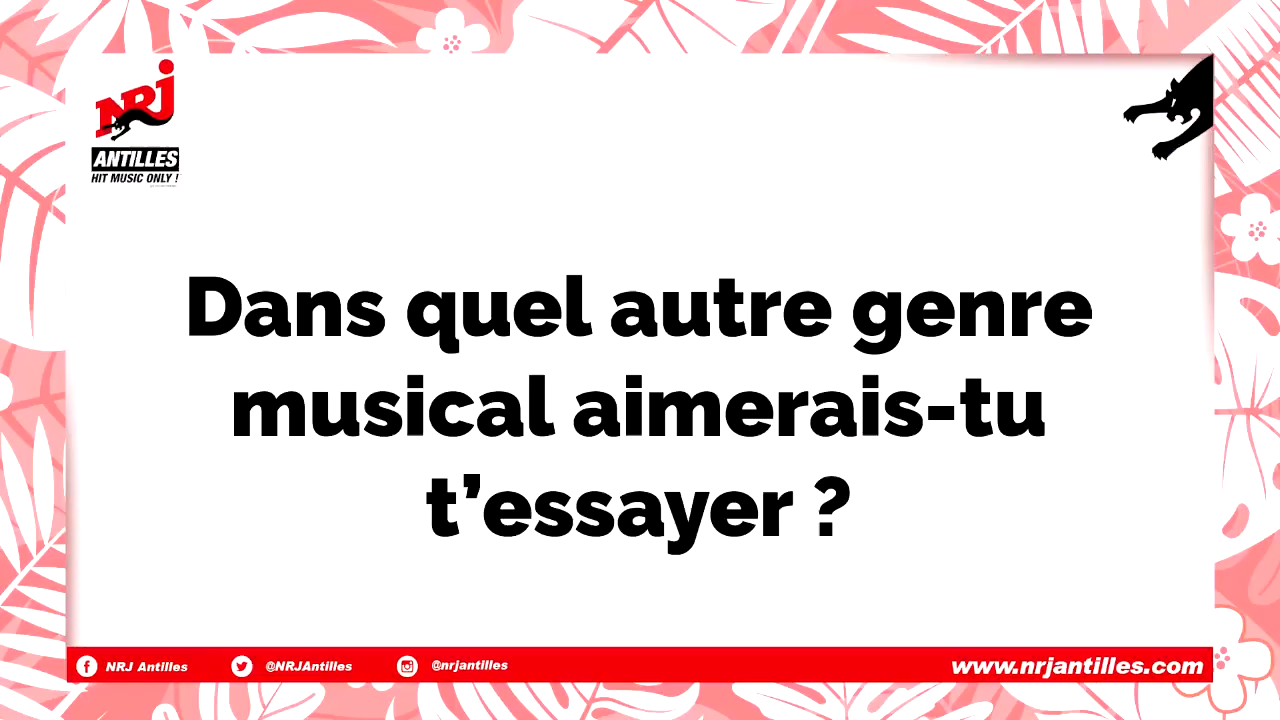 NRJ
ANTILLES
HIT MUSIC ONLY !
Dans quel autre genre
musical aimerais-tu
t’essayer ?
NRJ Antilles
@NRJAntilles
@nrjantilles
www.nrjantilles.com